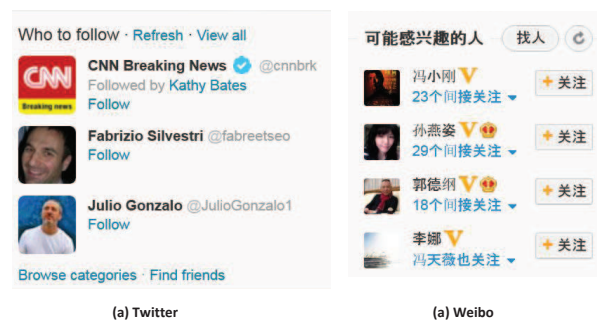 Who to follow · Refresh · View all
CNN
Breaking news
CNN Breaking News @cnnbrk
Followed by Kathy Bates
Follow
Fabrizio Silvestri @fabreetseo
Follow
Julio Gonzalo @JulioGonzalo1
Follow
Browse categories · Find friends
(a) Twitter
可能感兴趣的人 找人
冯小刚 V
23个间接关注
+ 关注
孙燕姿 V
29个间接关注
+ 关注
郭德纲 V
18个间接关注
+ 关注
李娜 V
冯天薇也关注
+ 关注
(a) Weibo